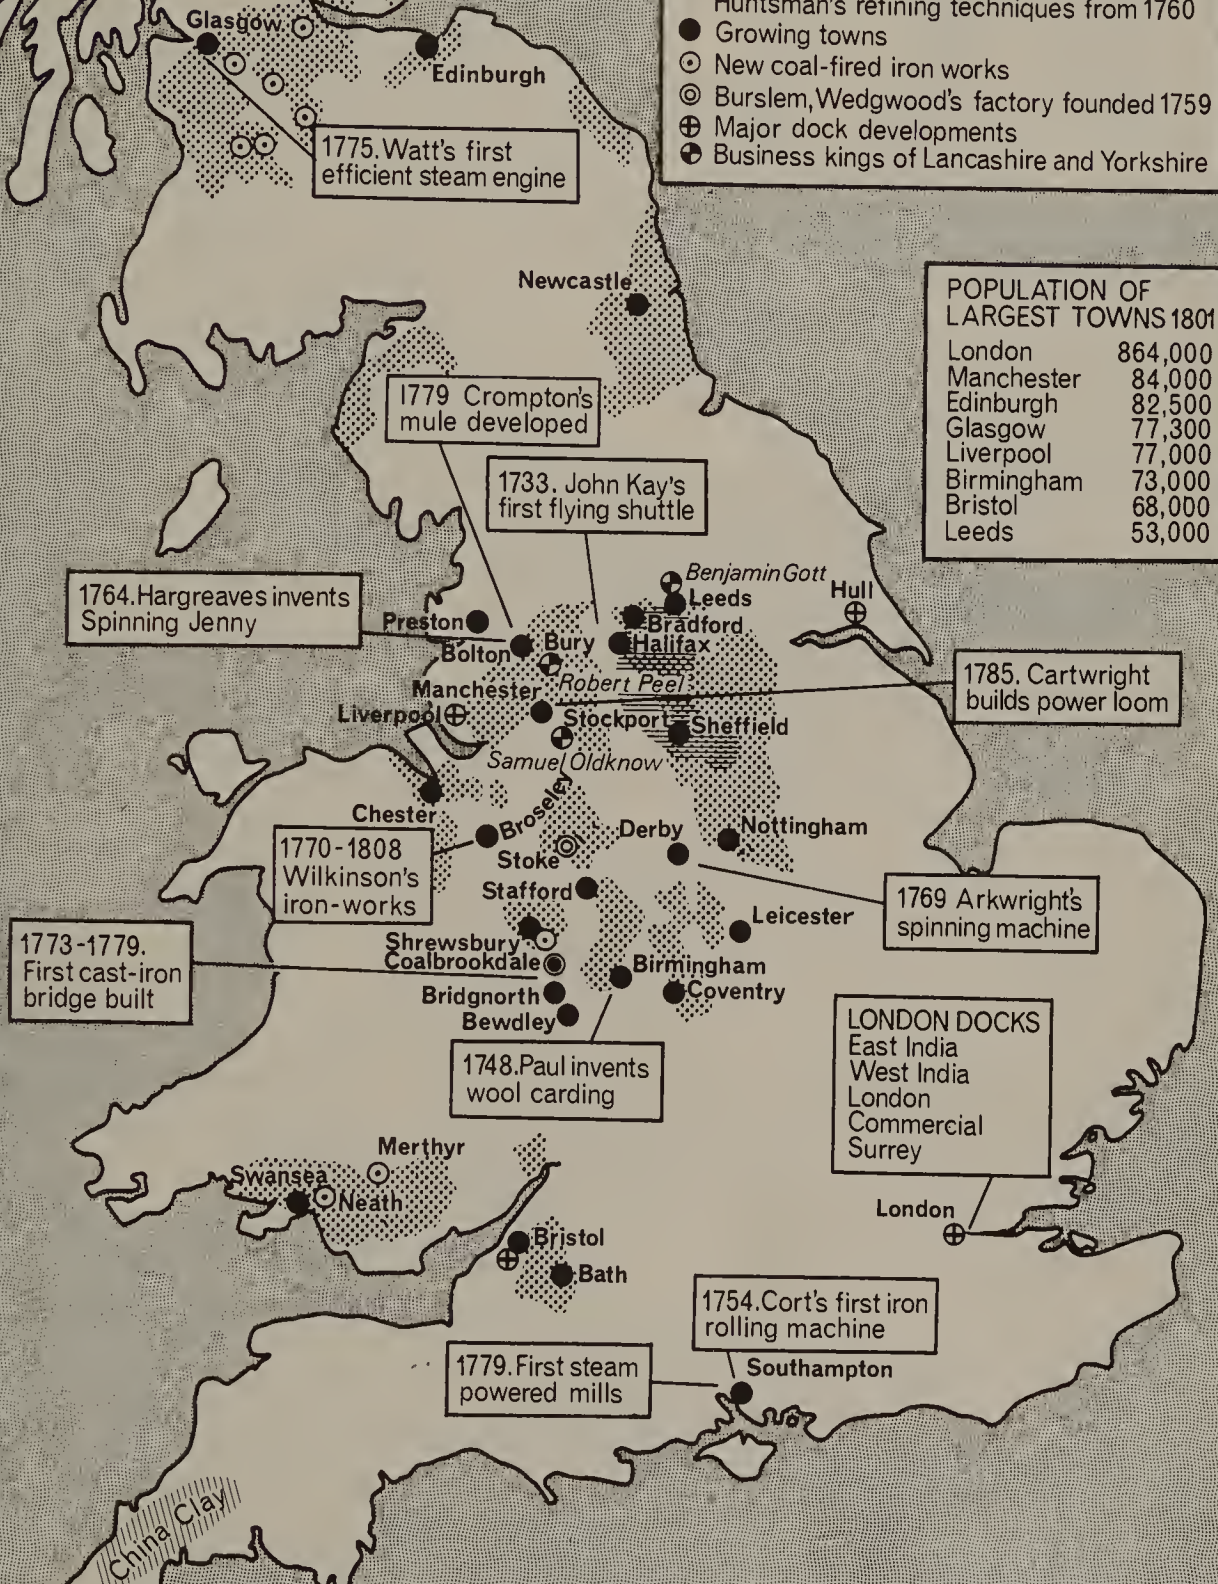 Huntsman's refining techniques from 1760
Growing towns
New coal-fired iron works
Burslem, Wedgwood's factory founded 1759
Major dock developments
Business kings of Lancashire and Yorkshire
Glasgow
Edinburgh
1775. Watt's first
efficient steam engine
Newcastle
POPULATION OF
LARGEST TOWNS 1801
London 864,000
Manchester 84,000
Edinburgh 82,500
Glasgow 77,300
Liverpool 77,000
Birmingham 73,000
Bristol 68,000
Leeds 53,000
1779 Crompton's
mule developed
1733. John Kay's
first flying shuttle
1764. Hargreaves invents
Spinning Jenny
Benjamin Gott
Leeds
Hull
Preston
Bradford
Bolton
Bury
Halifax
Robert Peel
Manchester
Liverpool
Stockport
Sheffield
Samuel Oldknow
1785. Cartwright
builds power loom
Chester
Broseley
Stoke
Derby
Nottingham
1770-1808
Wilkinson's
iron-works
Stafford
Leicester
1769 Arkwright's
spinning machine
1773-1779.
First cast-iron
bridge built
Shrewsbury
Coalbrookdale
Birmingham
Bridgnorth
Coventry
Bewdley
1748. Paul invents
wool carding
LONDON DOCKS
East India
West India
London
Commercial
Surrey
Merthyr
Swansea
Neath
London
Bristol
Bath
1754. Cort's first iron
rolling machine
1779. First steam
powered mills
Southampton
China Clay